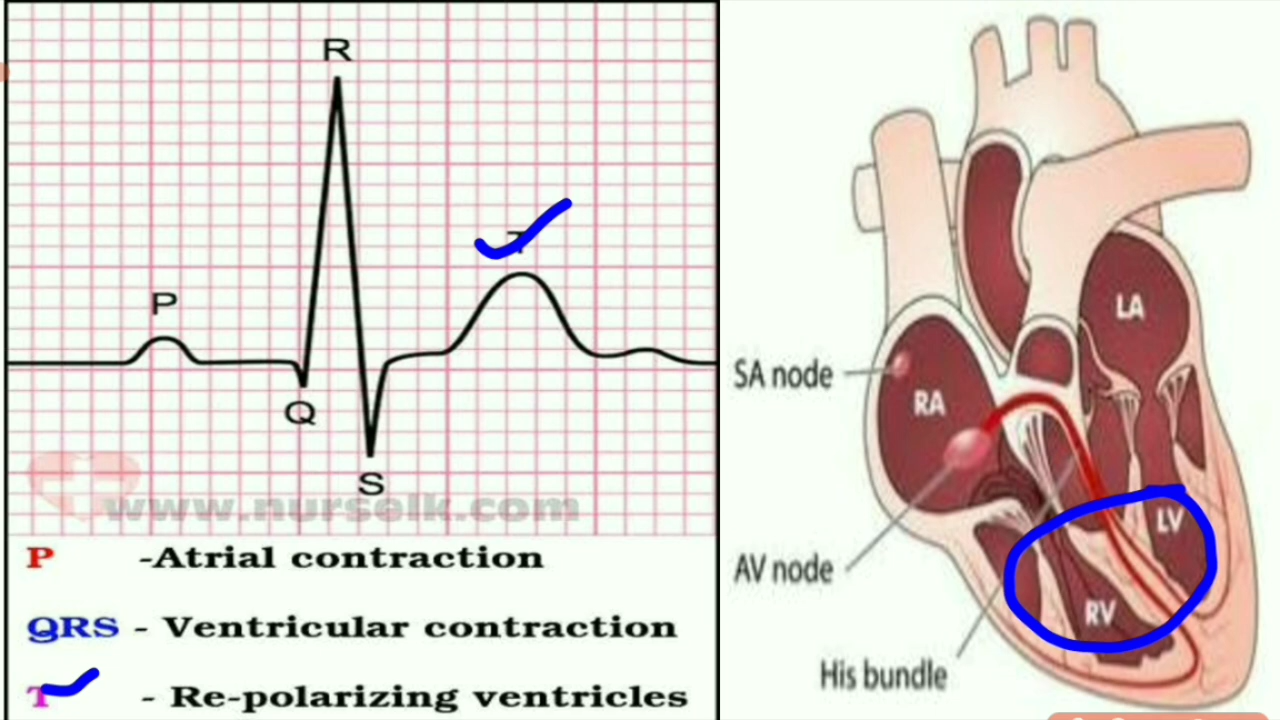 R
T
P
Q
S
www.nurselk.com
P -Atrial contraction
QRS - Ventricular contraction
T - Re-polarizing ventricles
LA
SA node
RA
LV
AV node
RV
His bundle